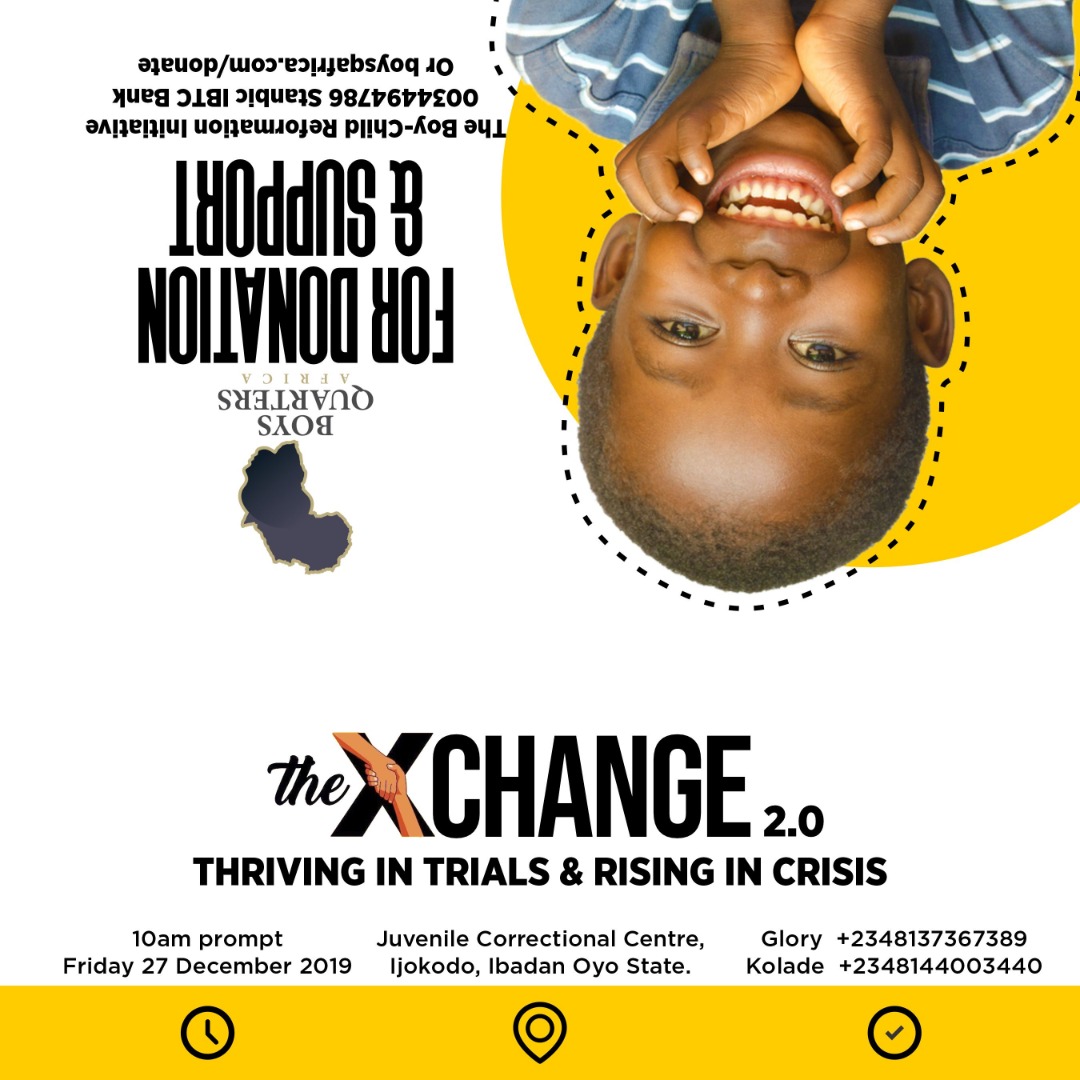 BOYS
QUARTERS
AFRICA
FOR DONATION
& SUPPORT
The Boy-Child Reformation Initiative
0034494786 Stanbic IBTC Bank
Or boysqafrica.com/donate
the XCHANGE 2.0
THRIVING IN TRIALS & RISING IN CRISIS
10am prompt
Friday 27 December 2019
Juvenile Correctional Centre,
Ijokodo, Ibadan Oyo State.
Glory +2348137367389
Kolade +2348144003440